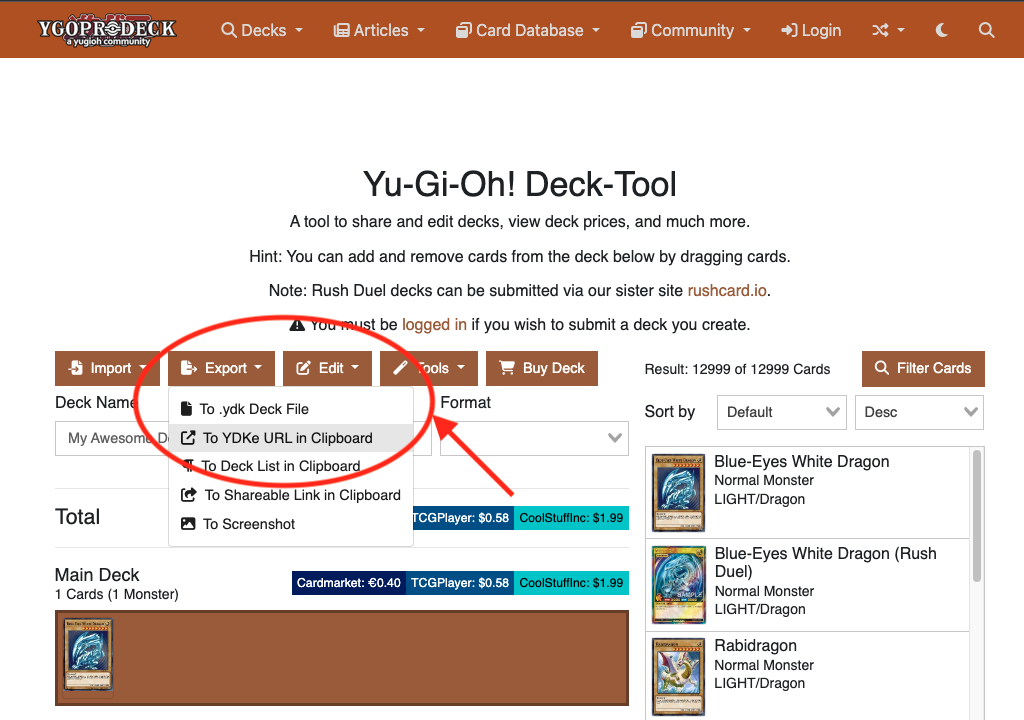 YGOPRODECK
a yugioh community
Decks
Articles
Card Database
Community
Login
Yu-Gi-Oh! Deck-Tool
A tool to share and edit decks, view deck prices, and much more.
Hint: You can add and remove cards from the deck below by dragging cards.
Note: Rush Duel decks can be submitted via our sister site rushcard.io.
You must be logged in if you wish to submit a deck you create.
Import
Export
Edit
Tools
Buy Deck
Deck Name
Format
My Awesome D
To .ydk Deck File
To YDKe URL in Clipboard
To Deck List in Clipboard
To Shareable Link in Clipboard
To Screenshot
Total
TCGPlayer: $0.58
CoolStuffInc: $1.99
Main Deck
1 Cards (1 Monster)
Cardmarket: €0.40
TCGPlayer: $0.58
CoolStuffInc: $1.99
Result: 12999 of 12999 Cards
Filter Cards
Sort by
Default
Desc
Blue-Eyes White Dragon
Normal Monster
LIGHT/Dragon
Blue-Eyes White Dragon (Rush
Duel)
Normal Monster
LIGHT/Dragon
SAMPLE
Rabidragon
Normal Monster
LIGHT/Dragon